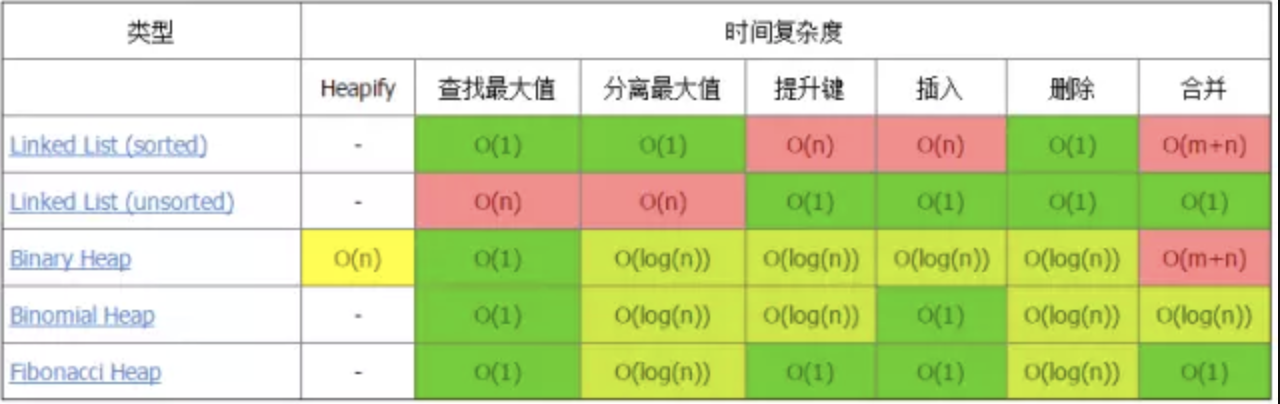 类型 时间复杂度
Heapify 查找最大值 分离最大值 提升键 插入 删除 合并
Linked List (sorted) - O(1) O(1) O(n) O(n) O(1) O(m+n)
Linked List (unsorted) - O(n) O(n) O(1) O(1) O(1) O(1)
Binary Heap O(n) O(1) O(log(n)) O(log(n)) O(log(n)) O(log(n)) O(m+n)
Binomial Heap - O(1) O(log(n)) O(log(n)) O(1) O(log(n)) O(log(n))
Fibonacci Heap - O(1) O(log(n)) O(1) O(1) O(log(n)) O(1)